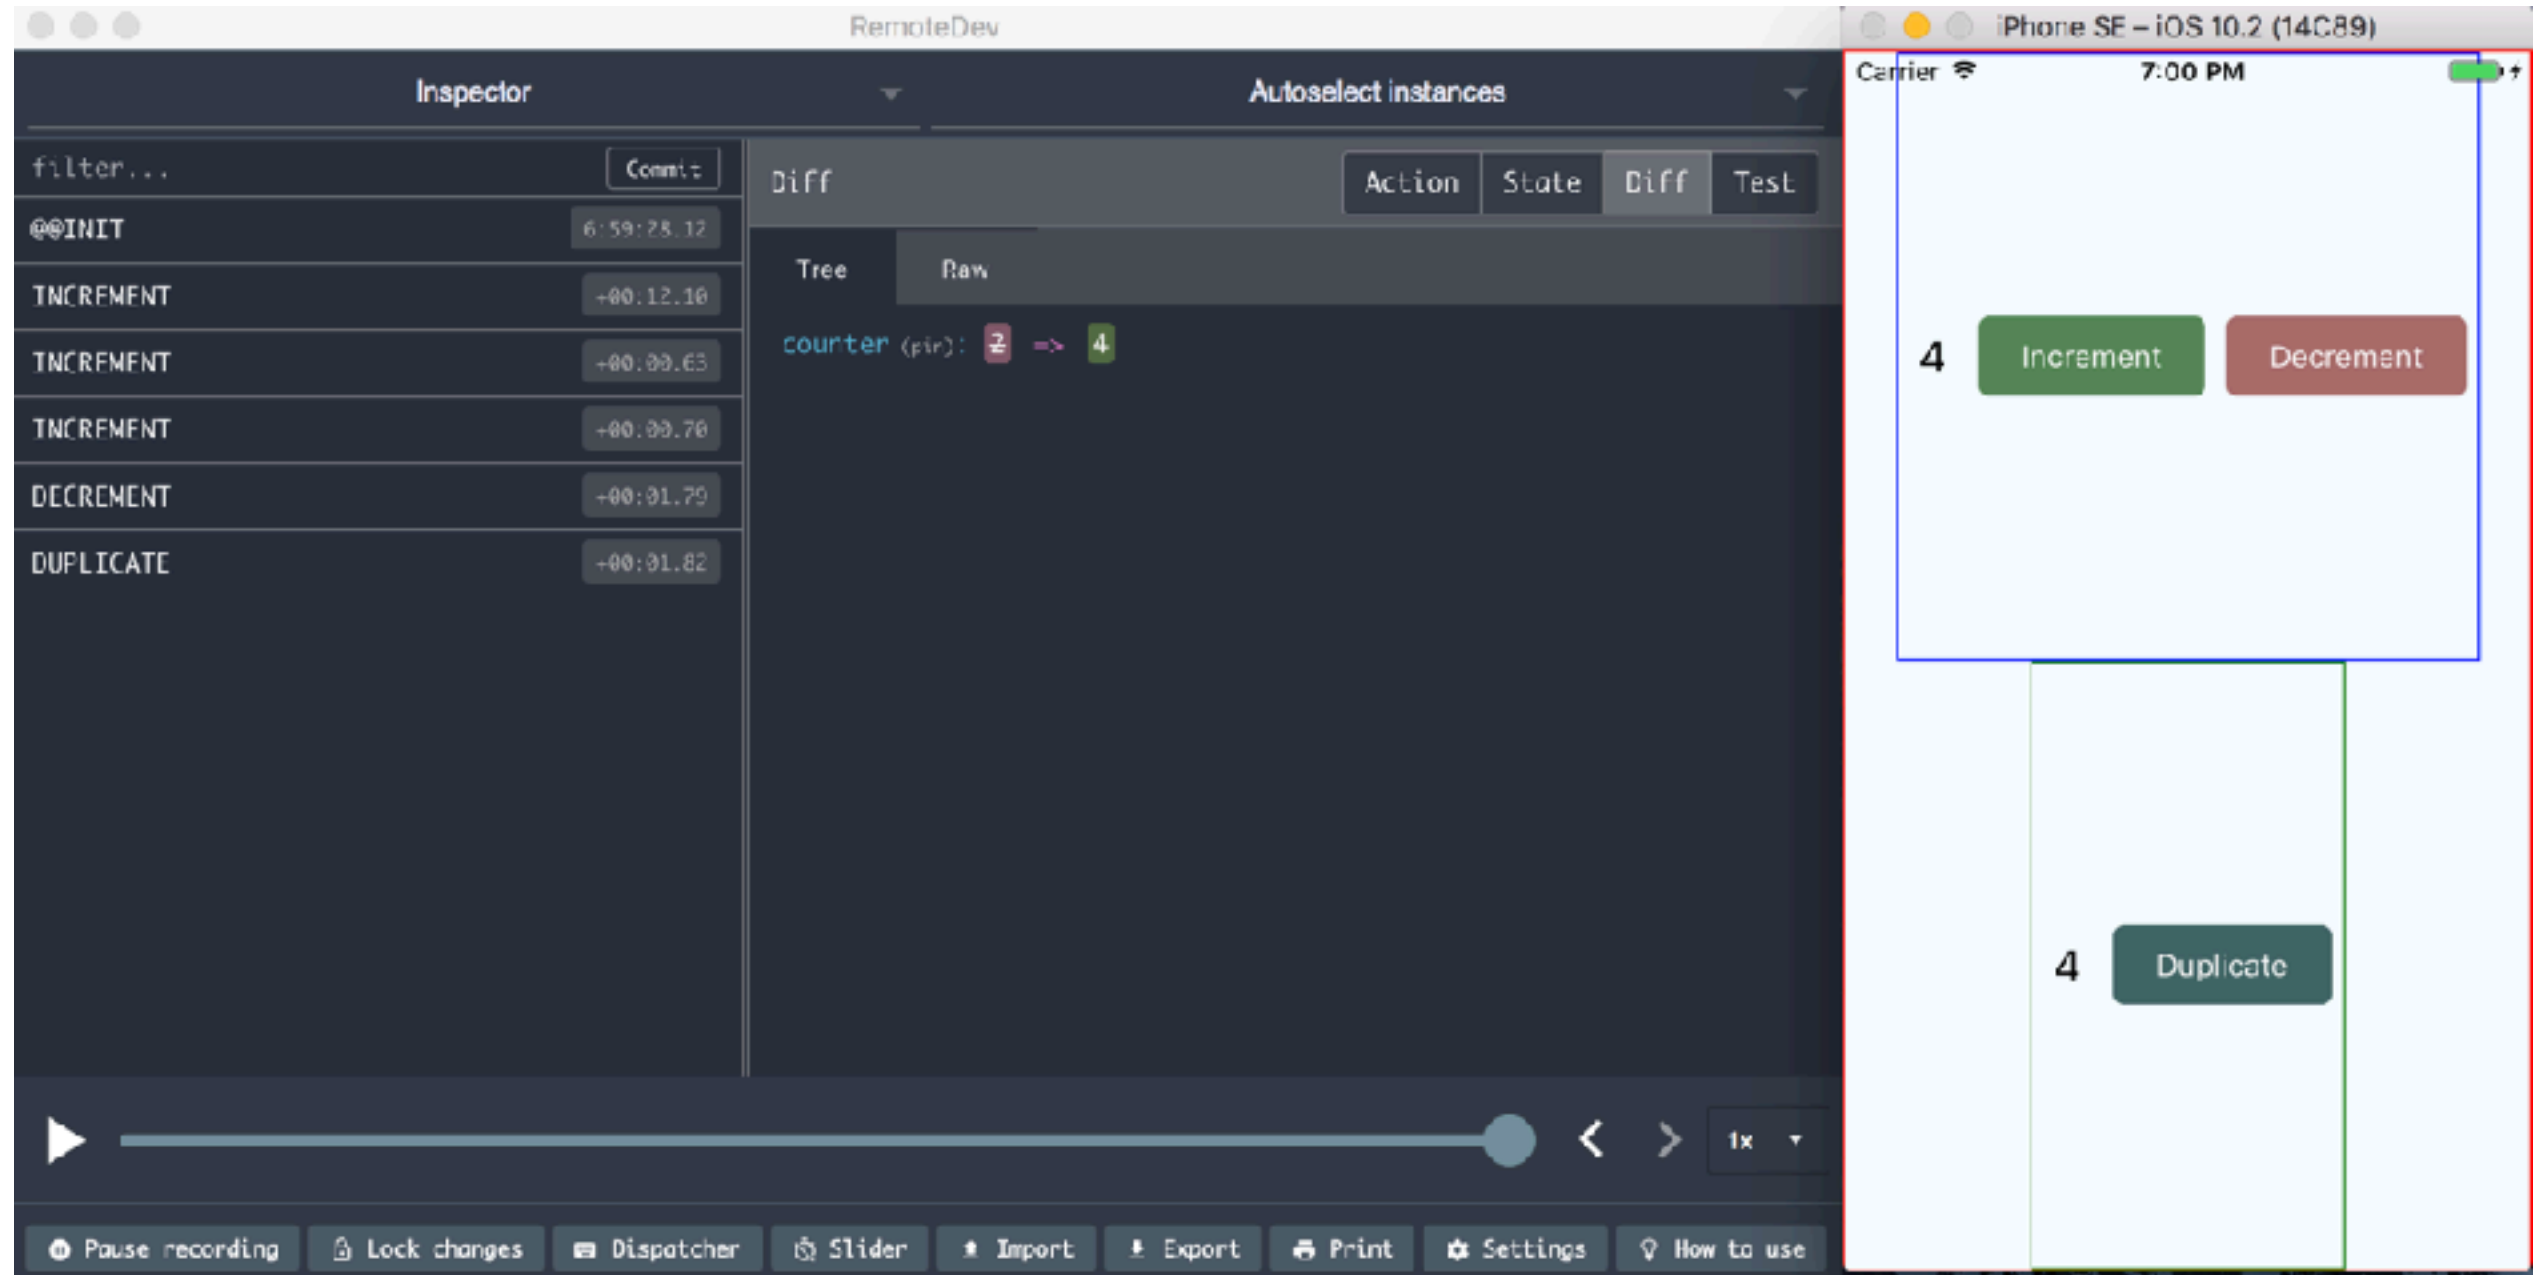 RemoteDev
Inspector
Autoselect instances
filter...
Commit
@@INIT
6:59:28.12
INCREMENT
+00:12.10
INCREMENT
INCREMENT
+00:00.70
DECREMENT
+00:01.79
DUPLICATE
+00:01.82
Diff
Action
State
Diff
Test
Tree
Raw
counter (pin): 2 => 4
1x
Pause recording
Lock changes
Dispatcher
Slider
Import
Export
Print
Settings
How to use
iPhone SE – iOS 10.2 (14C89)
Carrier
7:00 PM
4
Increment
Decrement
4
Duplicate